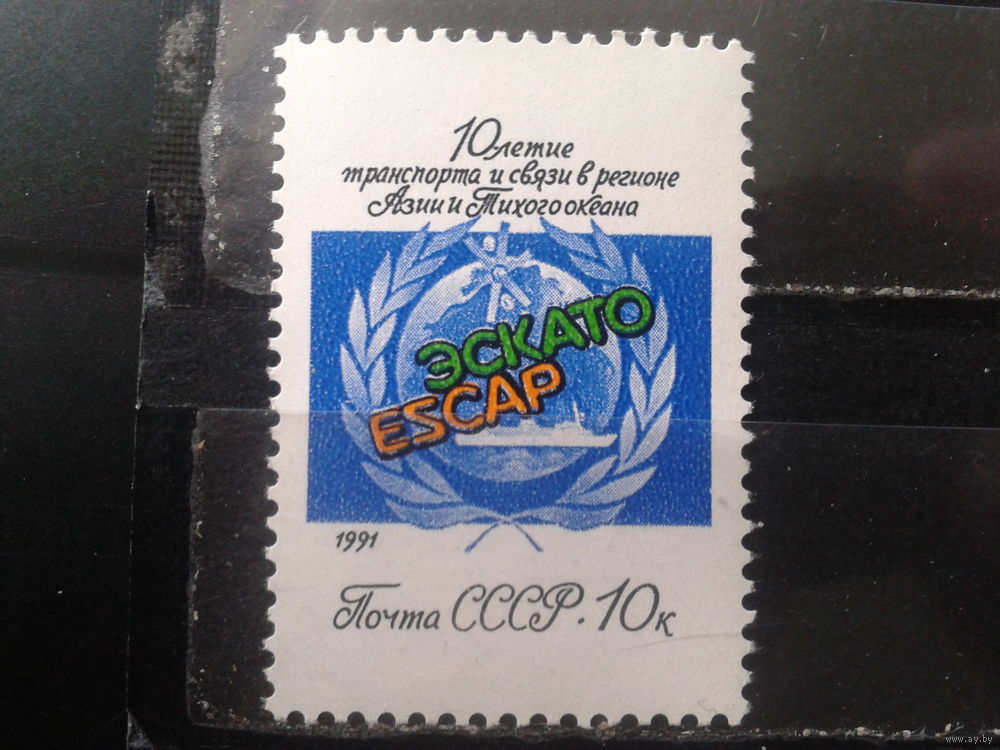 10летие
транспорта и связи в регионе
Азии и Тихого океана
ЭСКАТО
ESCAP
1991
Почта СССР. 10к
www.ay.by